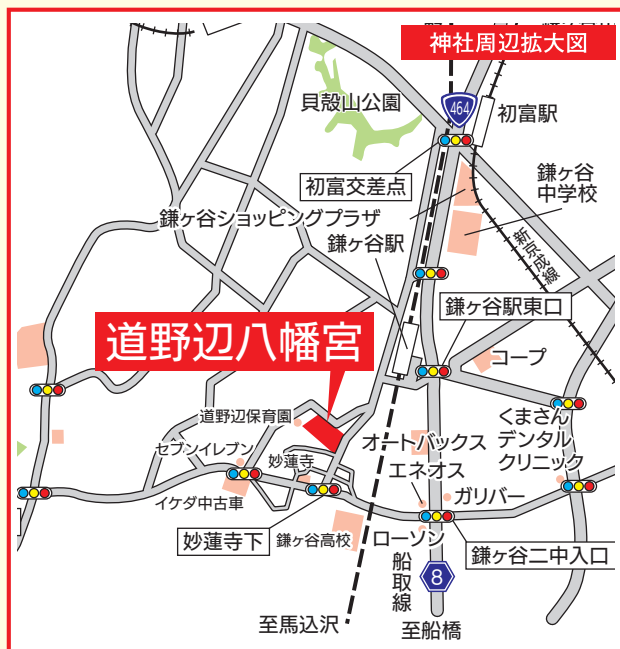 神社周辺拡大図
貝殻山公園
464
初富駅
初富交差点
鎌ヶ谷
中学校
鎌ヶ谷ショッピングプラザ
鎌ヶ谷駅
新京成線
鎌ヶ谷駅東口
道野辺八幡宮
コープ
道野辺保育園
くまさん
デンタル
クリニック
オートバックス
セブンイレブン
妙蓮寺
エネオス
ガリバー
イケダ中古車
妙蓮寺下
鎌ヶ谷高校
ローソン
鎌ヶ谷二中入口
船取線
8
至馬込沢
至船橋